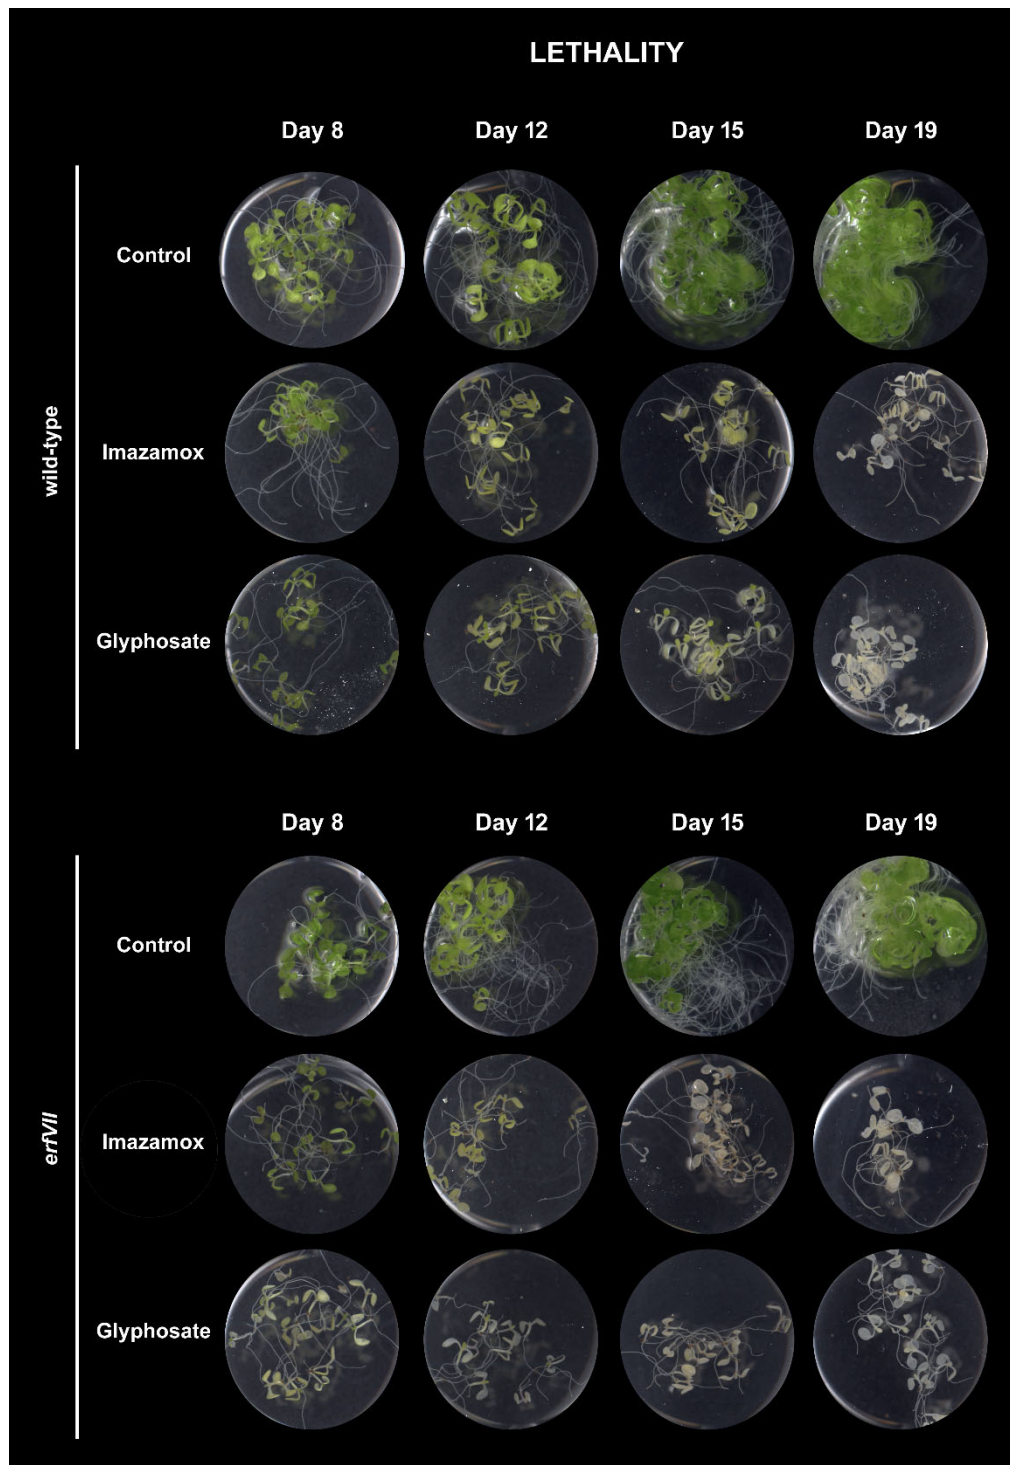 LETHALITY
Day 8 Day 12 Day 15 Day 19
wild-type
Control
Imazamox
Glyphosate
Day 8 Day 12 Day 15 Day 19
erfVII
Control
Imazamox
Glyphosate